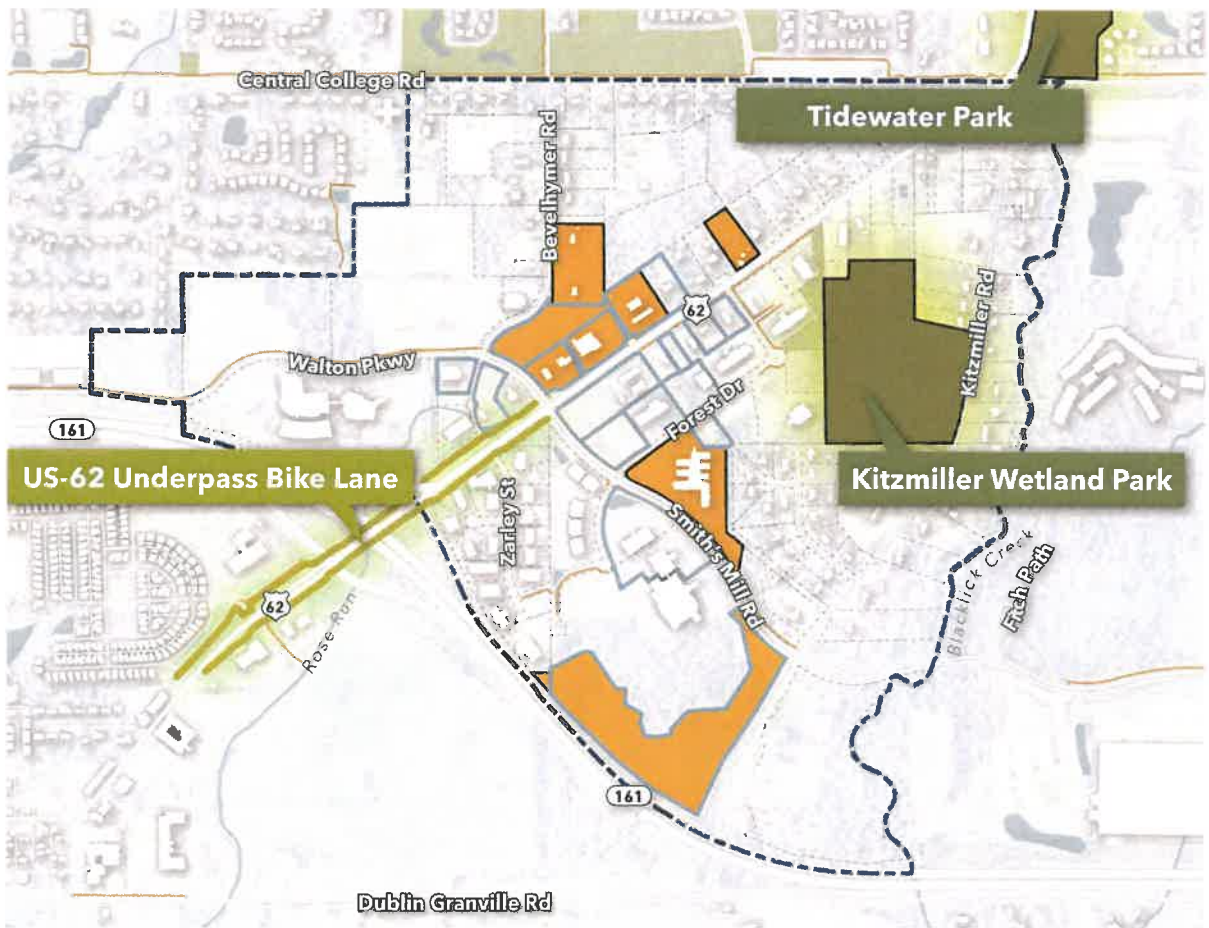 Central College Rd
Tidewater Park
Bevelhymer Rd
62
Kitzmiller Rd
Walton Pkwy
Forest Dr
161
US-62 Underpass Bike Lane
Kitzmiller Wetland Park
Zarley St
Smith's Mill Rd
Blacklick Creek
Fitch Path
62
Rose Run
161
Dublin Granville Rd